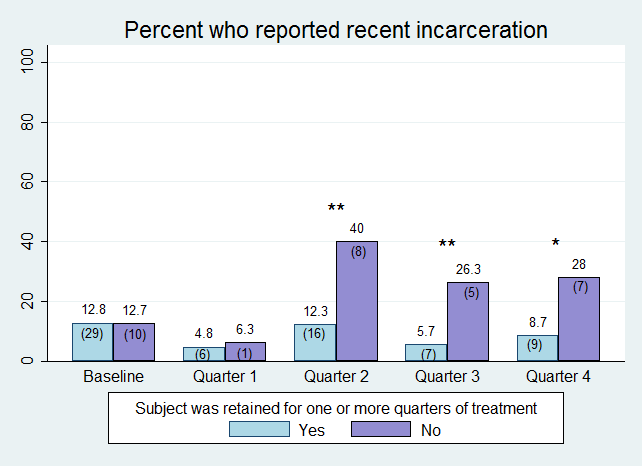 Percent who reported recent incarceration
100
80
60
40
20
0
12.8 12.7 4.8 6.3 12.3 40 5.7 26.3 8.7 28
(29) (10) (6) (1) (16) (8) (7) (5) (9) (7)
** ** *
Baseline Quarter 1 Quarter 2 Quarter 3 Quarter 4
Subject was retained for one or more quarters of treatment
Yes No